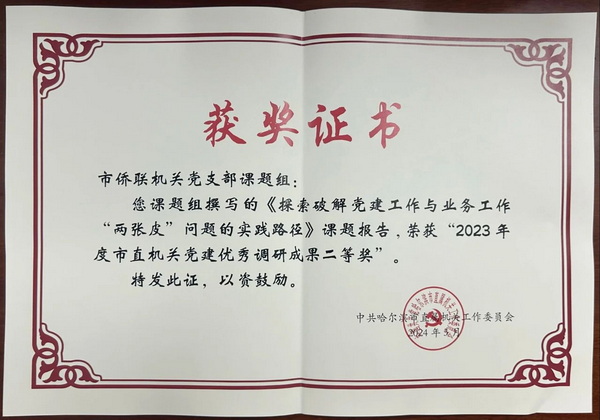 获奖证书
市侨联机关党支部课题组：
您课题组撰写的《探索破解党建工作与业务工作
“两张皮”问题的实践路径》课题报告，荣获“2023年
度市直机关党建优秀调研成果二等奖”。
特发此证，以资鼓励。
中共哈尔滨市直属机关工作委员会
2024年5月